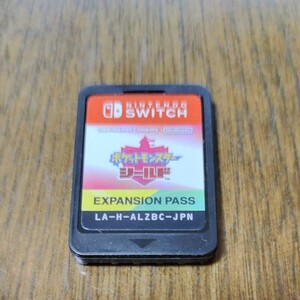 NINTENDO
SWITCH
ポケットモンスター
シールド
EXPANSION PASS
LA-H-ALZBC-JPN